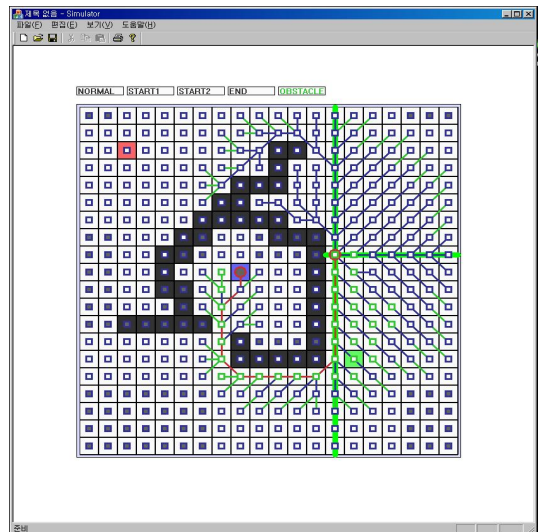 제목 없음 - Simulator
파일(F) 편집(E) 보기(V) 도움말(H)
NORMAL START1 START2 END OBSTACLE
준비